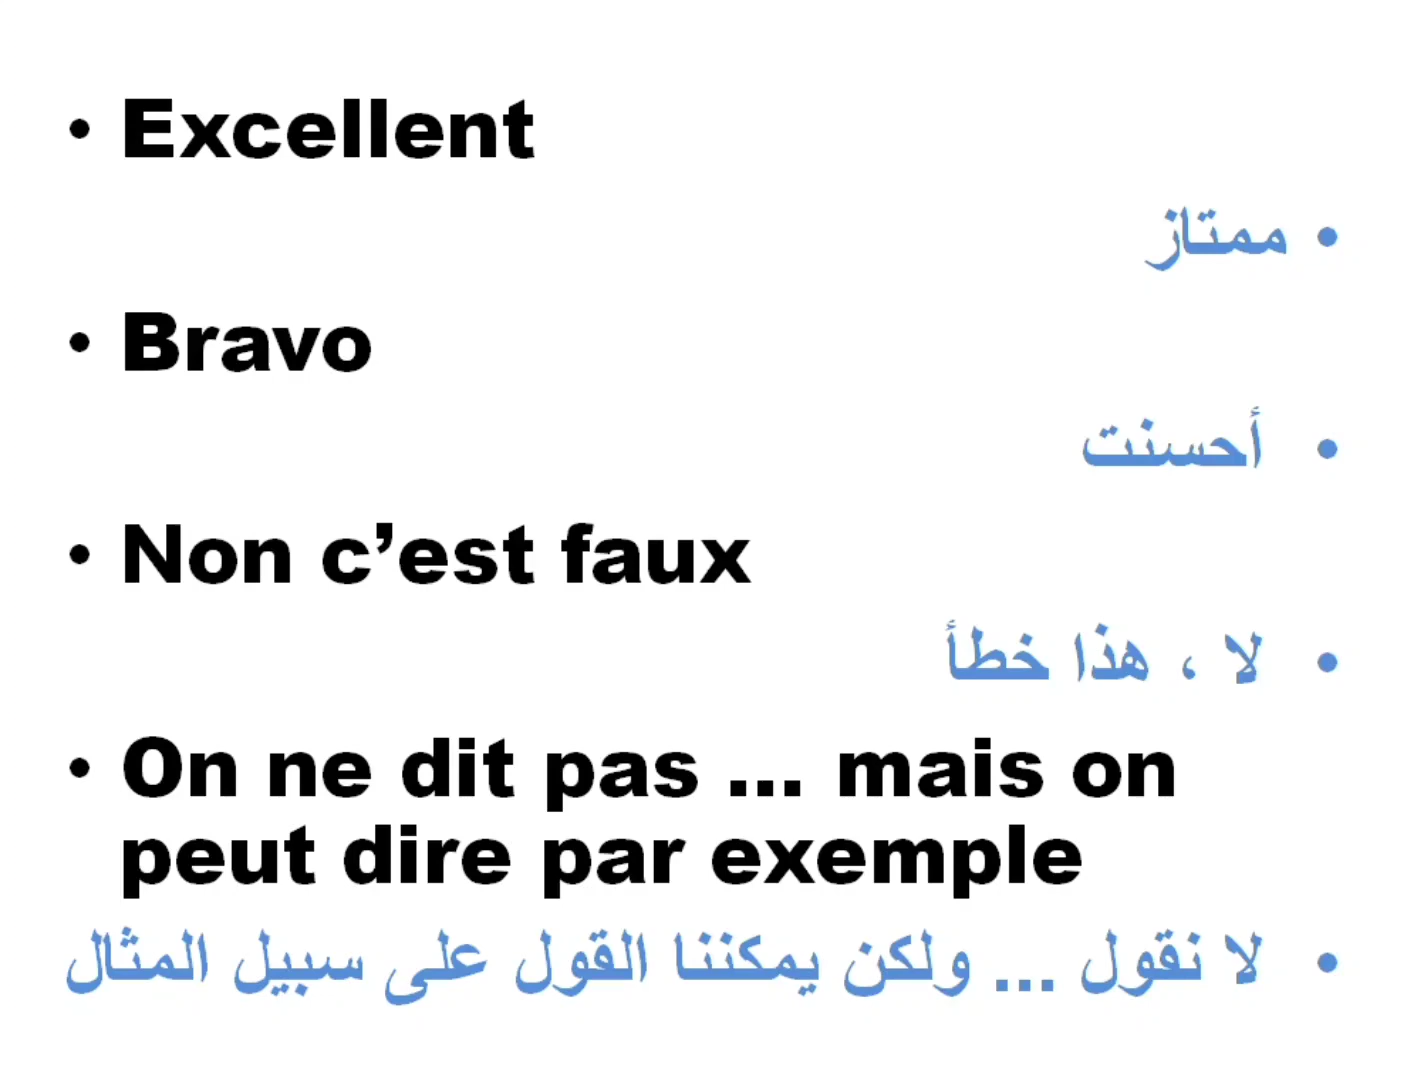 • Excellent
• ممتاز
• Bravo
• أحسنت
• Non c’est faux
• لا ، هذا خطأ
• On ne dit pas ... mais on
peut dire par exemple
• لا نقول ... ولكن يمكننا القول على سبيل المثال